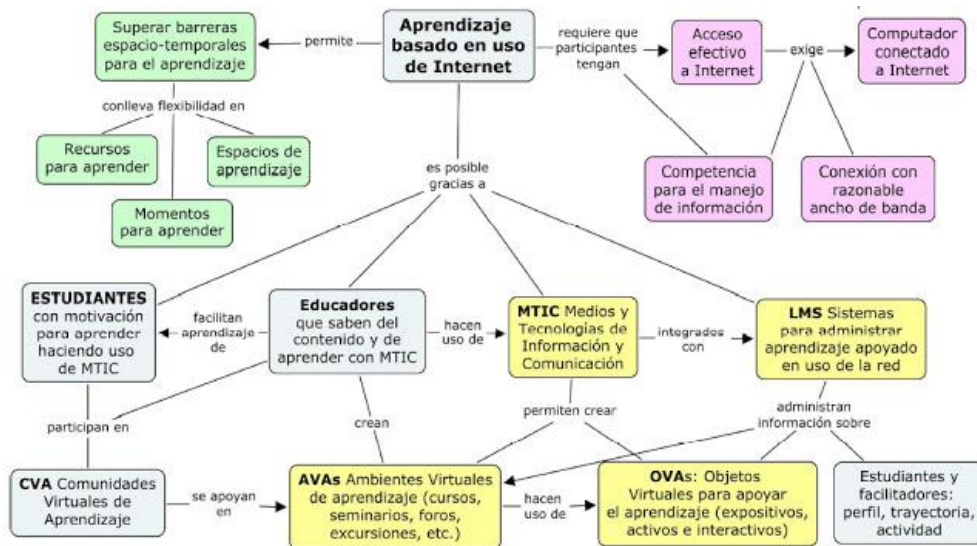 Superar barreras
espacio-temporales
para el aprendizaje
permite
Aprendizaje
basado en uso
de Internet
requiere que
participantes
tengan
Acceso
efectivo
a Internet
exige
Computador
conectado
a Internet
conlleva flexibilidad en
Recursos
para aprender
Espacios de
aprendizaje
Momentos
para aprender
es posible
gracias a
Competencia
para el manejo
de información
Conexión con
razonable
ancho de banda
ESTUDIANTES
con motivación
para aprender
haciendo uso
de MTIC
facilitan
aprendizaje
de
Educadores
que saben del
contenido y de
aprender con MTIC
hacen
uso de
MTIC Medios y
Tecnologías de
Información y
Comunicación
integrados
con
LMS Sistemas
para administrar
aprendizaje apoyado
en uso de la red
participan en
crean
permiten crear
administran
información sobre
CVA Comunidades
Virtuales de
Aprendizaje
se apoyan
en
AVAs Ambientes Virtuales
de aprendizaje (cursos,
seminarios, foros,
excursiones, etc.)
hacen
uso de
OVAs: Objetos
Virtuales para apoyar
el aprendizaje (expositivos,
activos e interactivos)
Estudiantes y
facilitadores:
perfil, trayectoria,
actividad